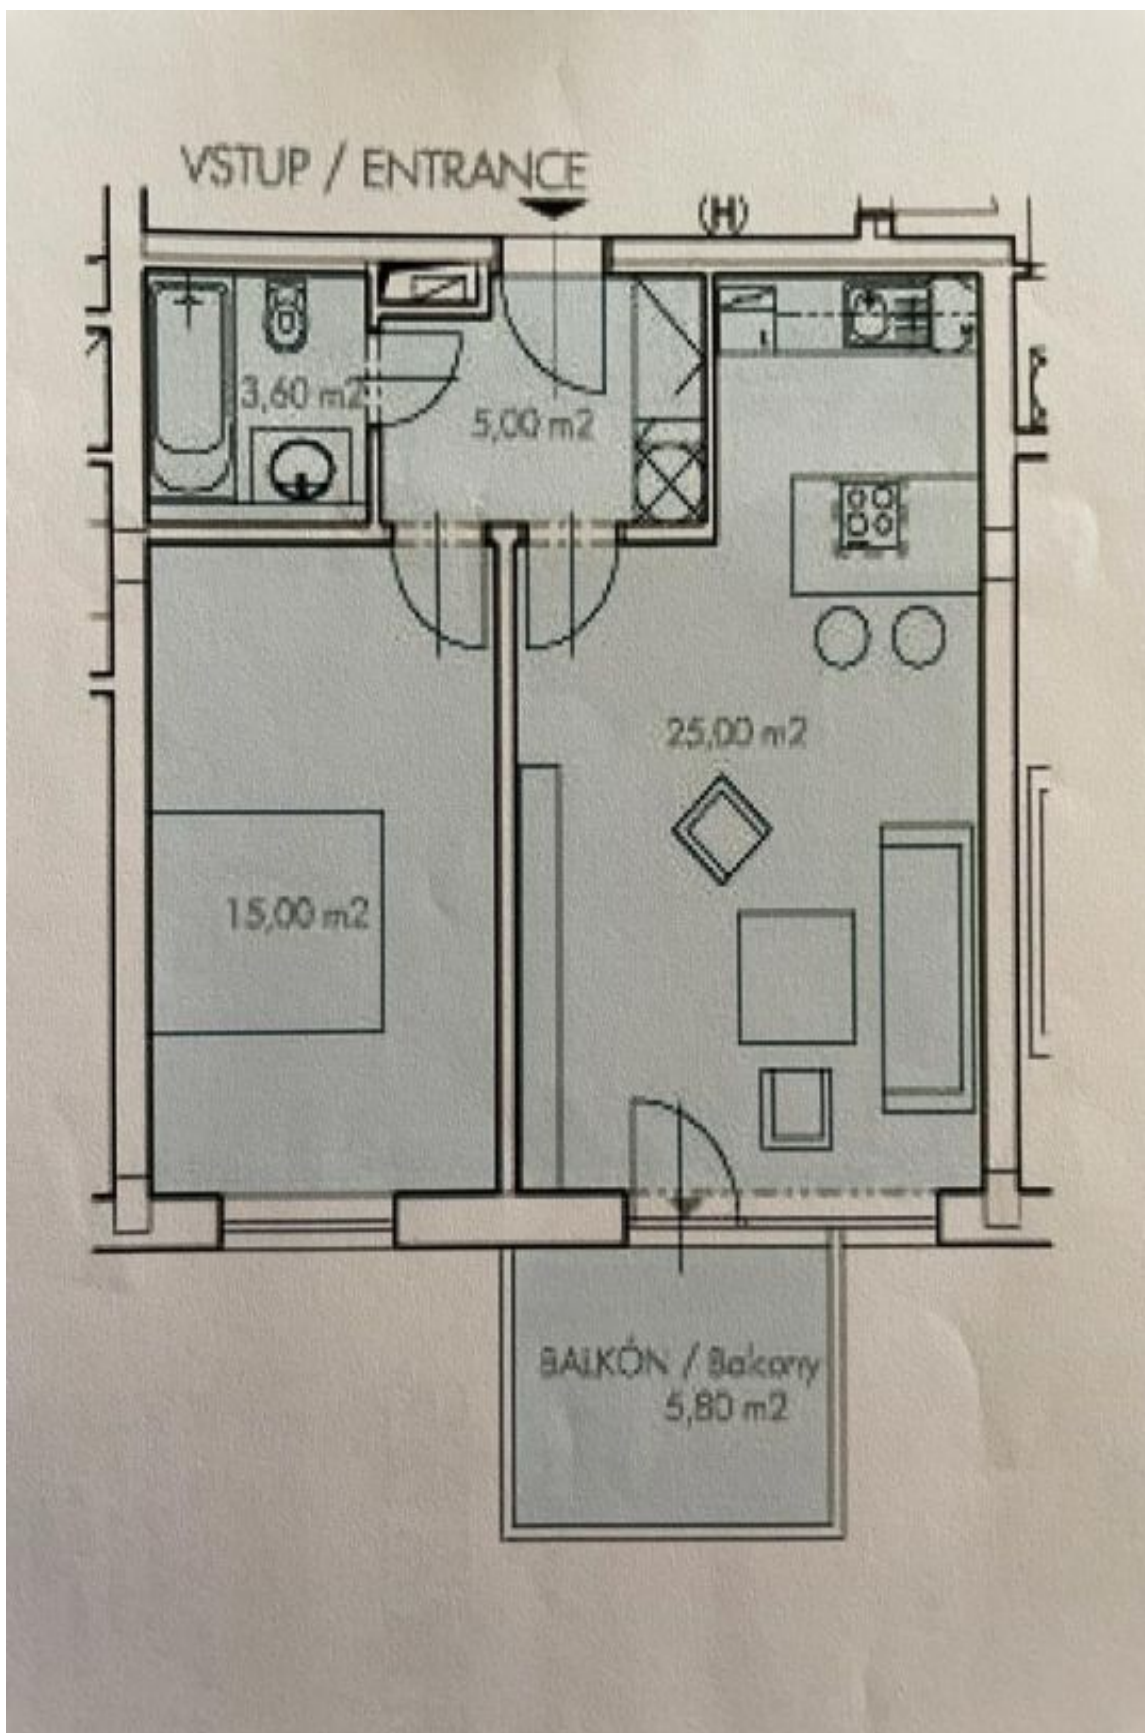 VSTUP / ENTRANCE
(H)
3,60 m2
5,00 m2
25,00 m2
15,00 m2
BALKÓN / Balcony
5,80 m2